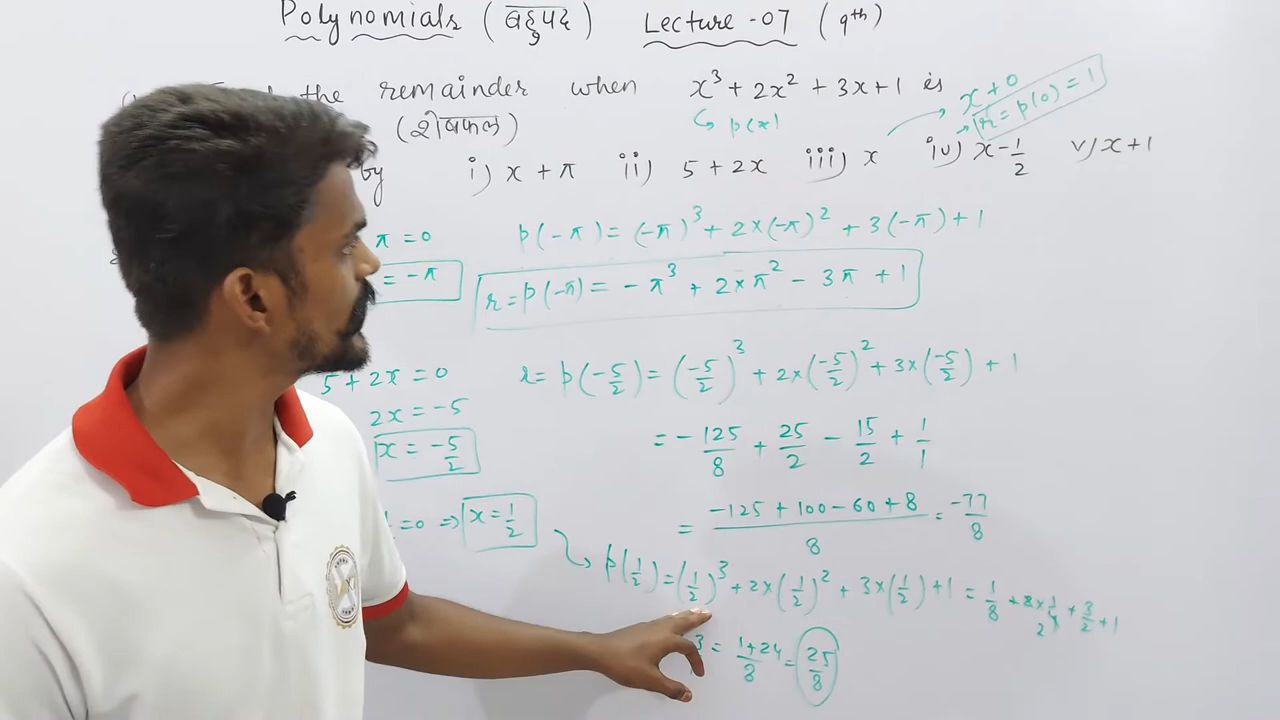 Polynomials (बहुपद) Lecture-07 (9th)
the remainder when x³ + 2x² + 3x + 1 is
(शेषफल) p(x)
x + 0
r = p(0) = 1
by i) x + π ii) 5 + 2x iii) x iv) x - 1/2 v) x + 1
π = 0
= -π
p(-π) = (-π)³ + 2×(-π)² + 3(-π) + 1
r = p(-π) = -π³ + 2×π² - 3π + 1
5 + 2x = 0
2x = -5
x = -5/2
r = p(-5/2) = (-5/2)³ + 2×(-5/2)² + 3×(-5/2) + 1
= -125/8 + 25/2 - 15/2 + 1/1
= (-125 + 100 - 60 + 8)/8 = -77/8
= 0 ⇒ x = 1/2
p(1/2) = (1/2)³ + 2×(1/2)² + 3×(1/2) + 1 = 1/8 + 2×1/4 + 3/2 + 1
3 = (1+24)/8 = 25/8